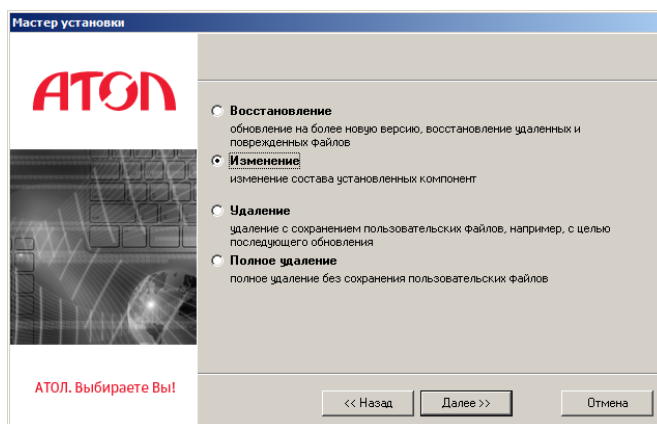 Мастер установки
АТОЛ
Восстановление
обновление на более новую версию, восстановление удаленных и
поврежденных файлов
Изменение
изменение состава установленных компонент
Удаление
удаление с сохранением пользовательских файлов, например, с целью
последующего обновления
Полное удаление
полное удаление без сохранения пользовательских файлов
АТОЛ. Выбираете Вы!
<< Назад
Далее >>
Отмена